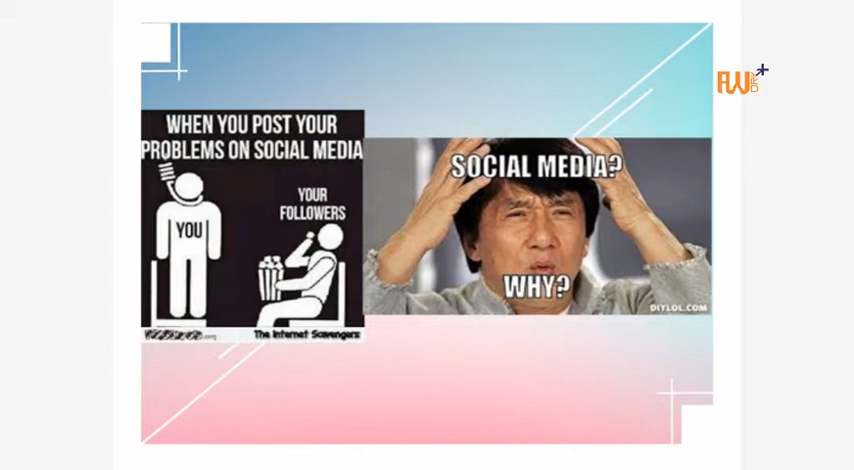 WHEN YOU POST YOUR
PROBLEMS ON SOCIAL MEDIA
YOUR
FOLLOWERS
YOU
The Internet Scavengers
SOCIAL MEDIA?
WHY?
DIYLOL.COM